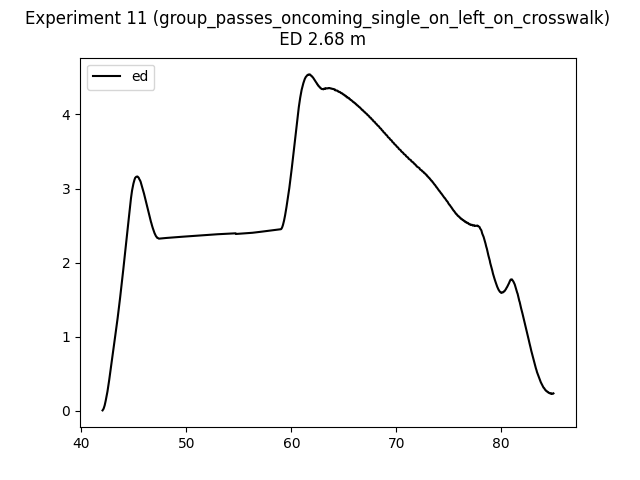 Experiment 11 (group_passes_oncoming_single_on_left_on_crosswalk)
ED 2.68 m
ed
4
3
2
1
0
40 50 60 70 80